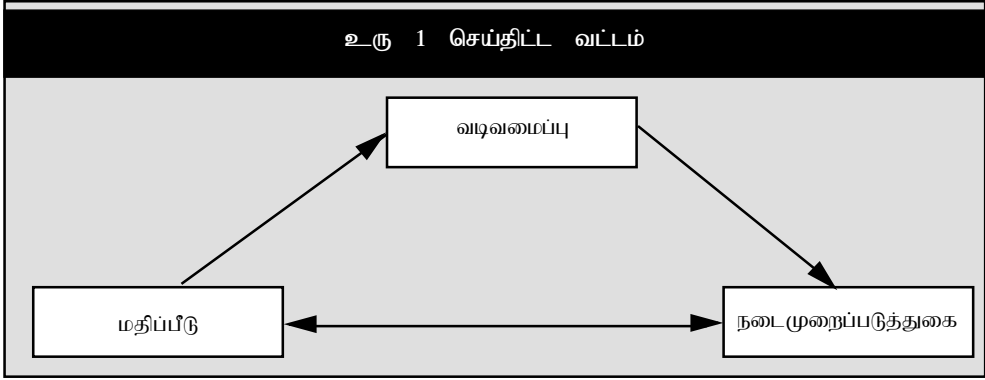 உரு 1 செய்திட்ட வட்டம்
வடிவமைப்பு
மதிப்பீடு
நடைமுறைப்படுத்துகை